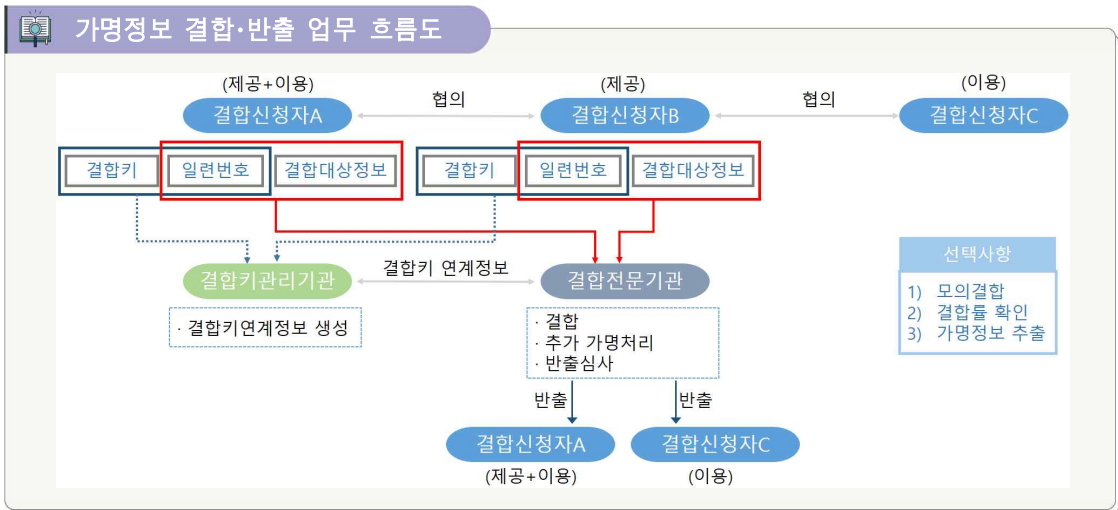 가명정보 결합·반출 업무 흐름도
(제공+이용)
결합신청자A
협의
(제공)
결합신청자B
협의
(이용)
결합신청자C
결합키
일련번호
결합대상정보
결합키
일련번호
결합대상정보
결합키관리기관
결합키 연계정보
결합전문기관
· 결합키연계정보 생성
· 결합
· 추가 가명처리
· 반출심사
선택사항
1) 모의결합
2) 결합률 확인
3) 가명정보 추출
반출
반출
결합신청자A
결합신청자C
(제공+이용)
(이용)